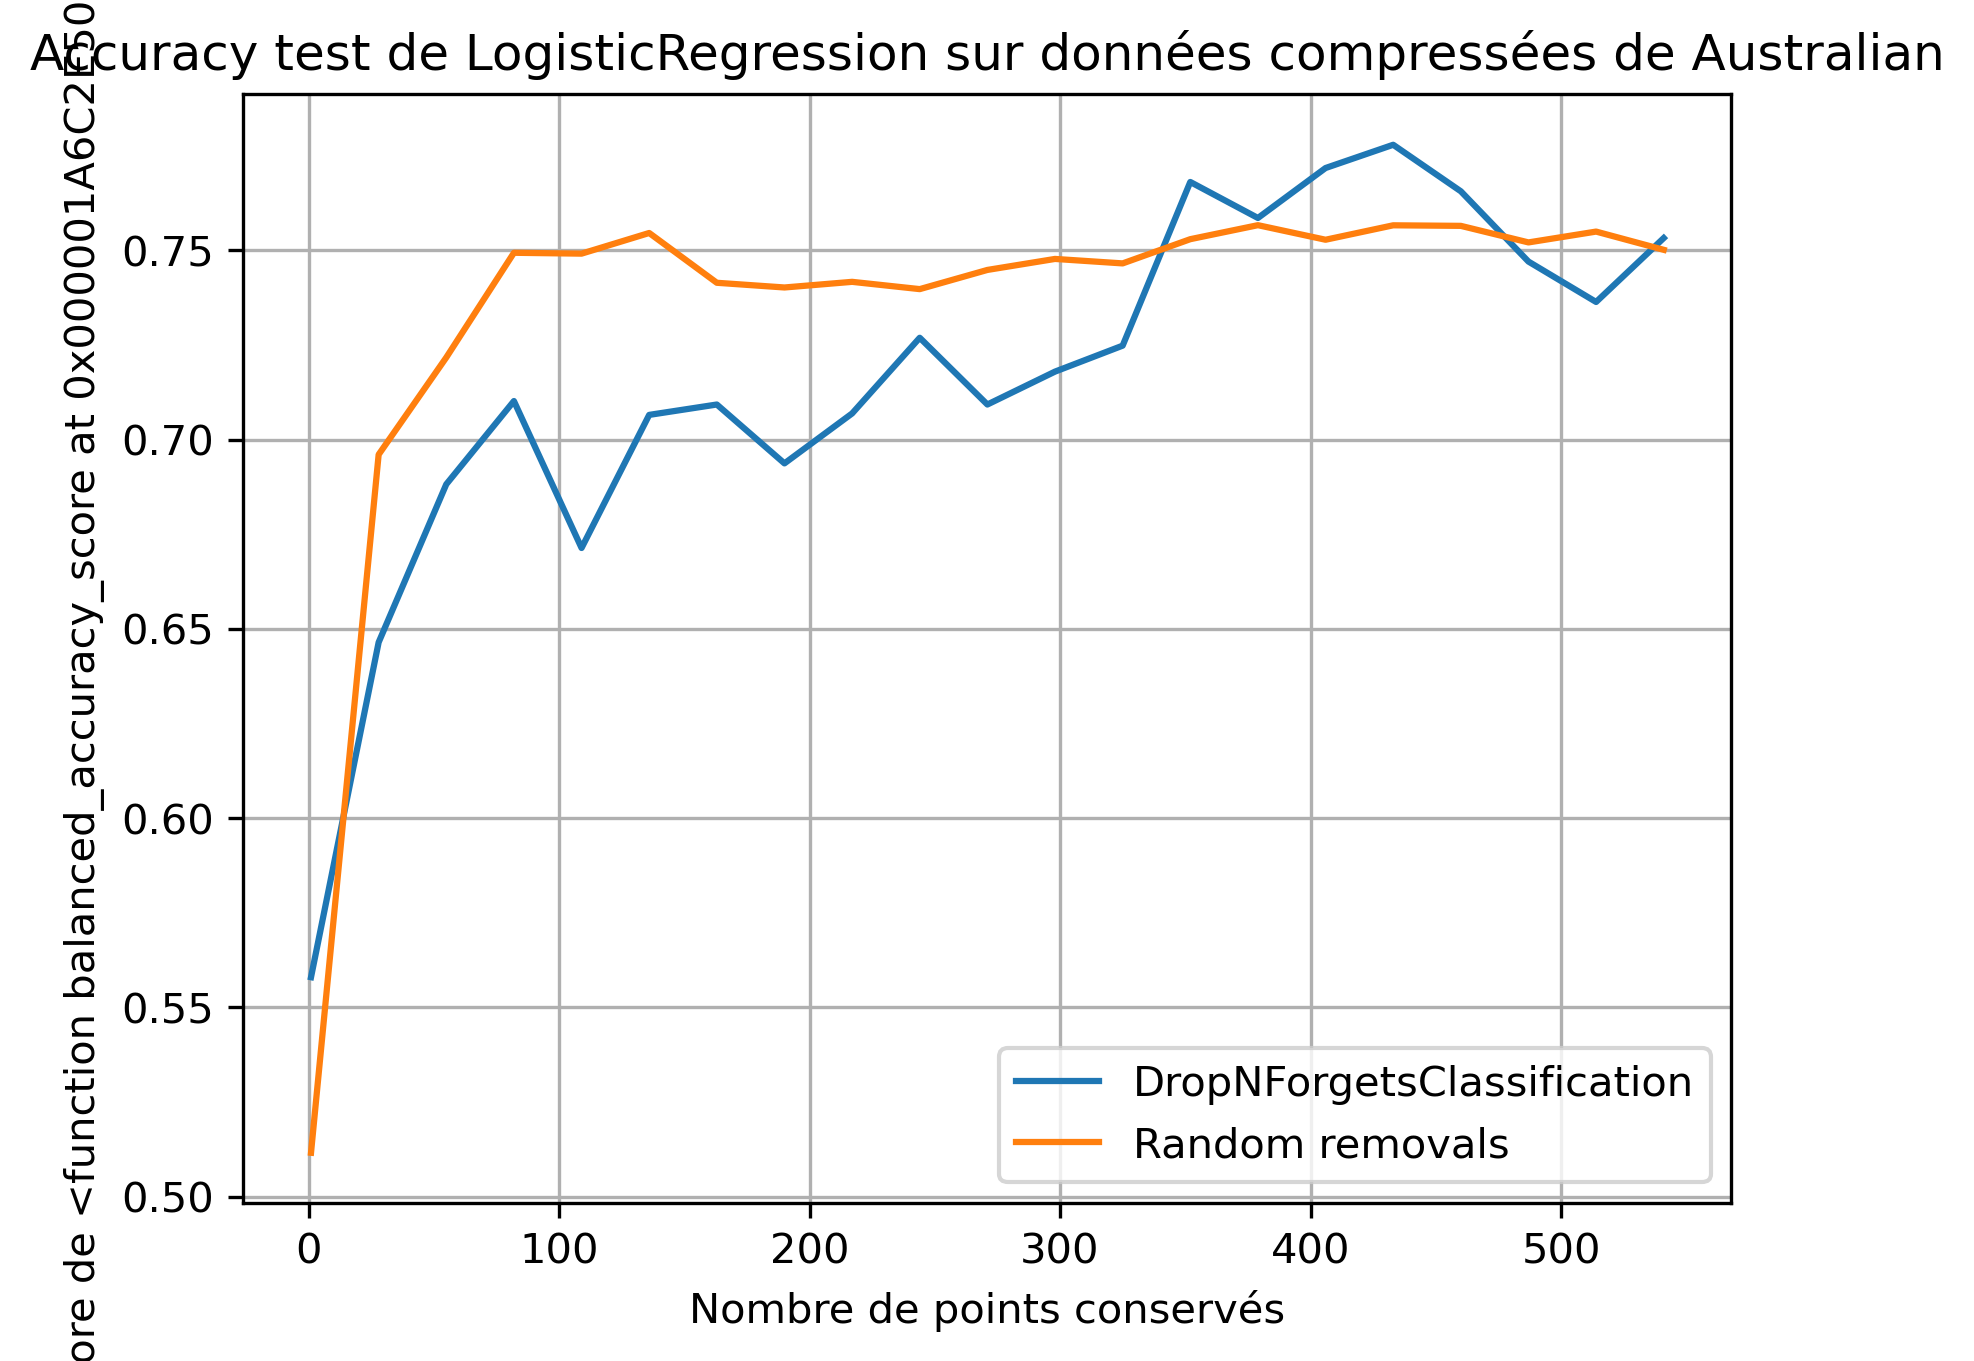 Accuracy test de LogisticRegression sur données compressées de Australian
ore de <function balanced_accuracy_score at 0x000001A6C2E50
0.75
0.70
0.65
0.60
0.55
0.50
DropNForgetsClassification
Random removals
0 100 200 300 400 500
Nombre de points conservés